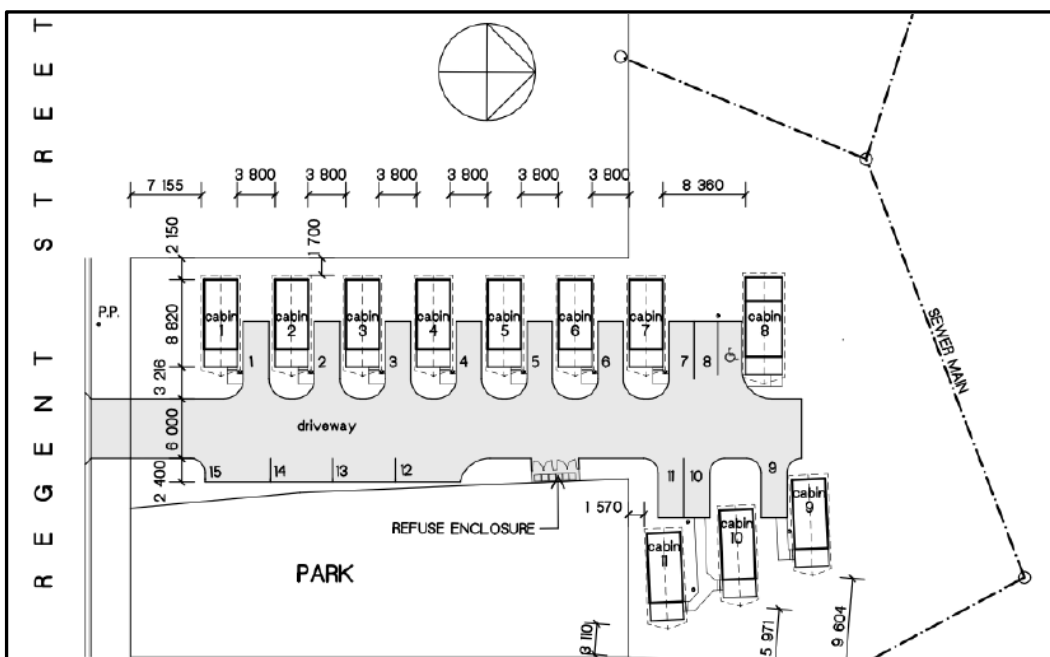 REGENT STREET
7 155
3 800
3 800
3 800
3 800
3 800
3 800
8 360
2 150
1 700
P.P.
8 820
3 216
6 000
2 400
cabin
1
cabin
2
cabin
3
cabin
4
cabin
5
cabin
6
cabin
7
cabin
8
1
2
3
4
5
6
7
8
driveway
15
14
13
12
11
10
9
REFUSE ENCLOSURE
1 570
PARK
cabin
11
cabin
10
cabin
9
3 110
5 971
9 604
SEWER MAIN